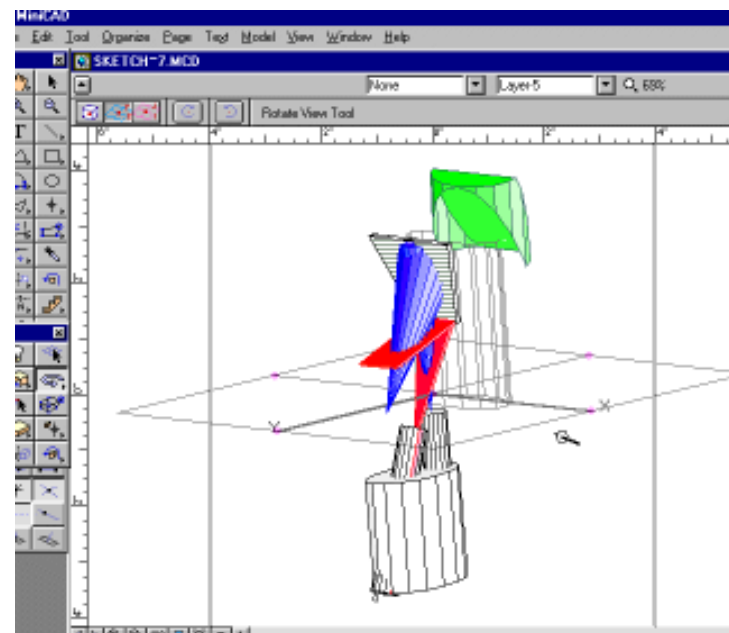 MiniCAD
Edit Tool Organize Page Text Model View Window Help
SKETCH~7.MCD
None Layer-5 69%
Rotate View Tool
X
Y